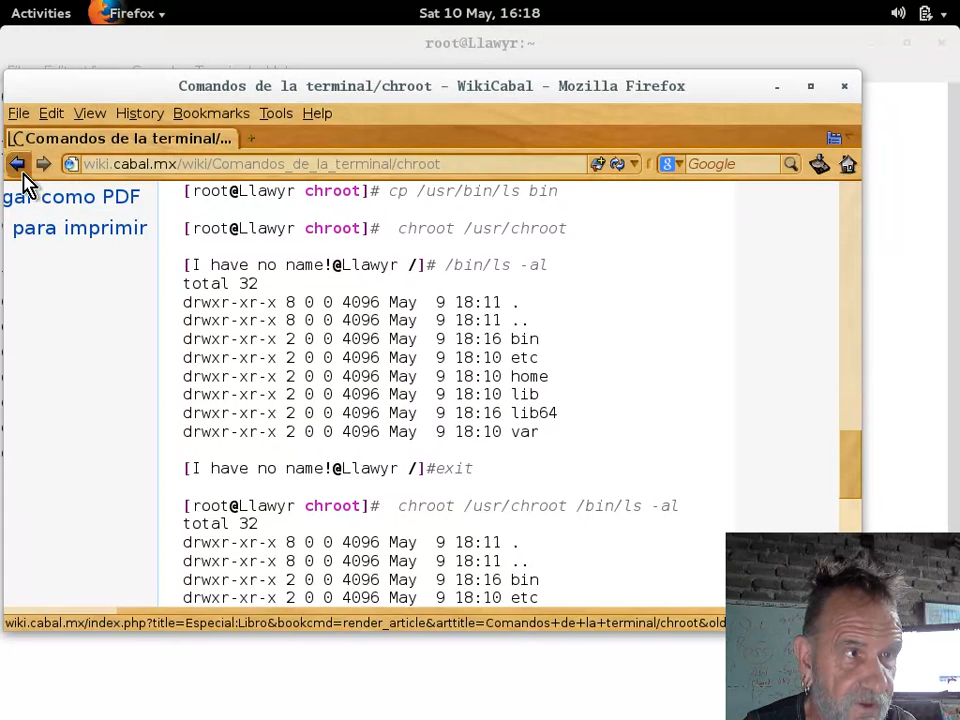 Activities Firefox Sat 10 May, 16:18
root@Llawyr:~
Comandos de la terminal/chroot - WikiCabal - Mozilla Firefox
File Edit View History Bookmarks Tools Help
Comandos de la terminal/...
wiki.cabal.mx/wiki/Comandos_de_la_terminal/chroot Google
gar como PDF
para imprimir
[root@Llawyr chroot]# cp /usr/bin/ls bin
[root@Llawyr chroot]# chroot /usr/chroot
[I have no name!@Llawyr /]# /bin/ls -al
total 32
drwxr-xr-x 8 0 0 4096 May 9 18:11 .
drwxr-xr-x 8 0 0 4096 May 9 18:11 ..
drwxr-xr-x 2 0 0 4096 May 9 18:16 bin
drwxr-xr-x 2 0 0 4096 May 9 18:10 etc
drwxr-xr-x 2 0 0 4096 May 9 18:10 home
drwxr-xr-x 2 0 0 4096 May 9 18:10 lib
drwxr-xr-x 2 0 0 4096 May 9 18:16 lib64
drwxr-xr-x 2 0 0 4096 May 9 18:10 var
[I have no name!@Llawyr /]#exit
[root@Llawyr chroot]# chroot /usr/chroot /bin/ls -al
total 32
drwxr-xr-x 8 0 0 4096 May 9 18:11 .
drwxr-xr-x 8 0 0 4096 May 9 18:11 ..
drwxr-xr-x 2 0 0 4096 May 9 18:16 bin
drwxr-xr-x 2 0 0 4096 May 9 18:10 etc
wiki.cabal.mx/index.php?title=Especial:Libro&bookcmd=render_article&arttitle=Comandos+de+la+terminal/chroot&old